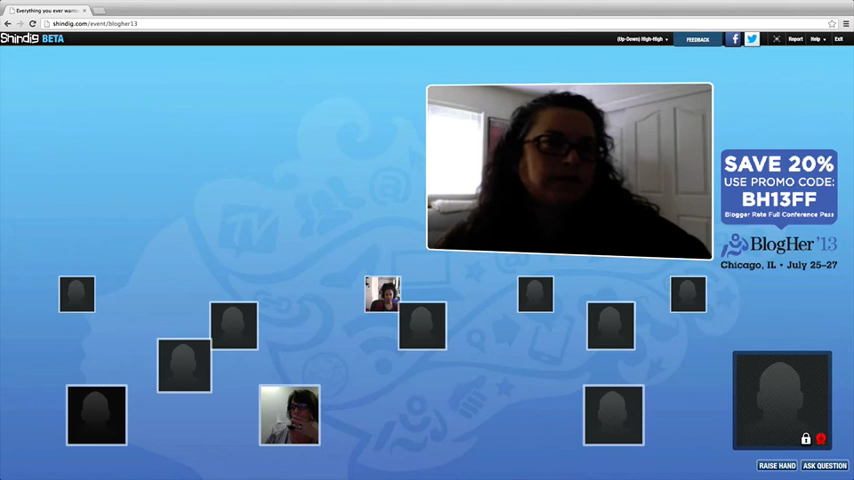 Everything you ever wan
shindig.com/event/blogher13
Shindig BETA
(Up-Down) High-High
FEEDBACK
Report
Help
Exit
TV
SAVE 20%
USE PROMO CODE:
BH13FF
Blogger Rate Full Conference Pass
BlogHer '13
Chicago, IL • July 25-27
RAISE HAND
ASK QUESTION